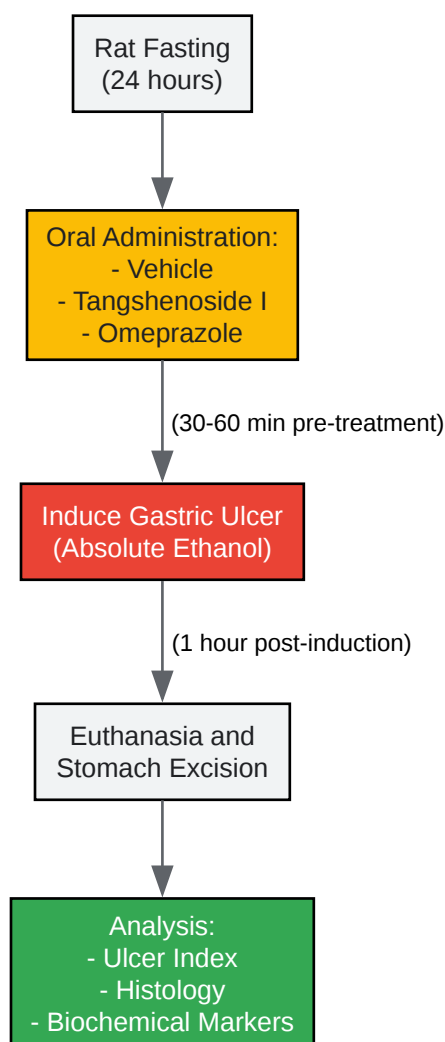 Rat Fasting
(24 hours)
Oral Administration:
- Vehicle
- Tangshenoside I
- Omeprazole
(30-60 min pre-treatment)
Induce Gastric Ulcer
(Absolute Ethanol)
(1 hour post-induction)
Euthanasia and
Stomach Excision
Analysis:
- Ulcer Index
- Histology
- Biochemical Markers